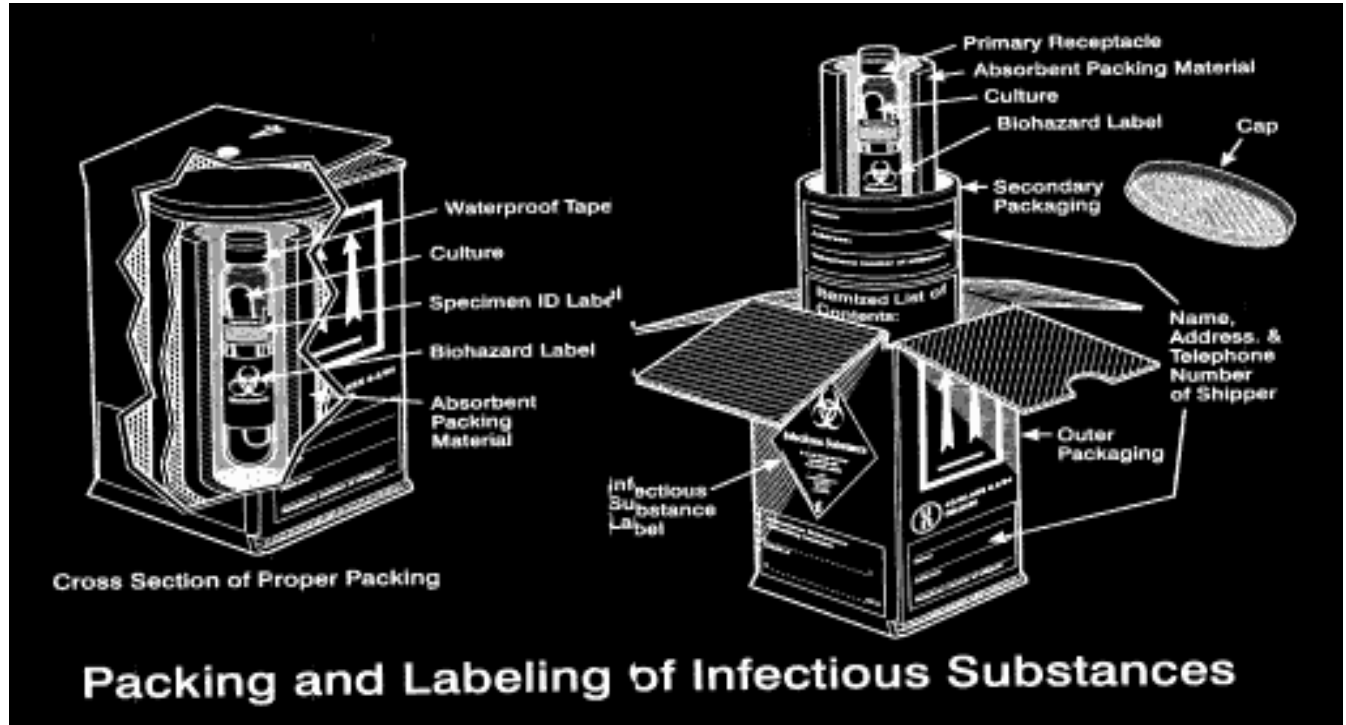 Waterproof Tape
Culture
Specimen ID Label
Biohazard Label
Absorbent
Packing
Material
Cross Section of Proper Packing
Primary Receptacle
Absorbent Packing Material
Culture
Biohazard Label
Cap
Secondary
Packaging
Itemized List of
Contents:
Name,
Address. &
Telephone
Number
of Shipper
Outer
Packaging
Infectious Substance
Infectious
Substance
Label
Packing and Labeling of Infectious Substances